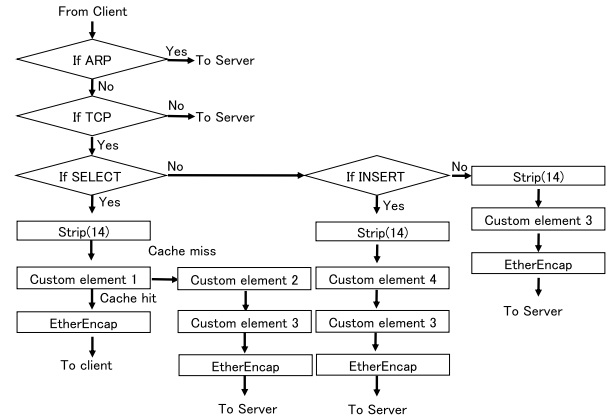 From Client
If ARP
Yes
To Server
No
If TCP
No
To Server
Yes
If SELECT
No
If INSERT
No
Strip(14)
Yes
Yes
Custom element 3
Strip(14)
Strip(14)
Cache miss
EtherEncap
Custom element 1
Custom element 2
Custom element 4
Cache hit
To Server
EtherEncap
Custom element 3
Custom element 3
To client
EtherEncap
EtherEncap
To Server
To Server